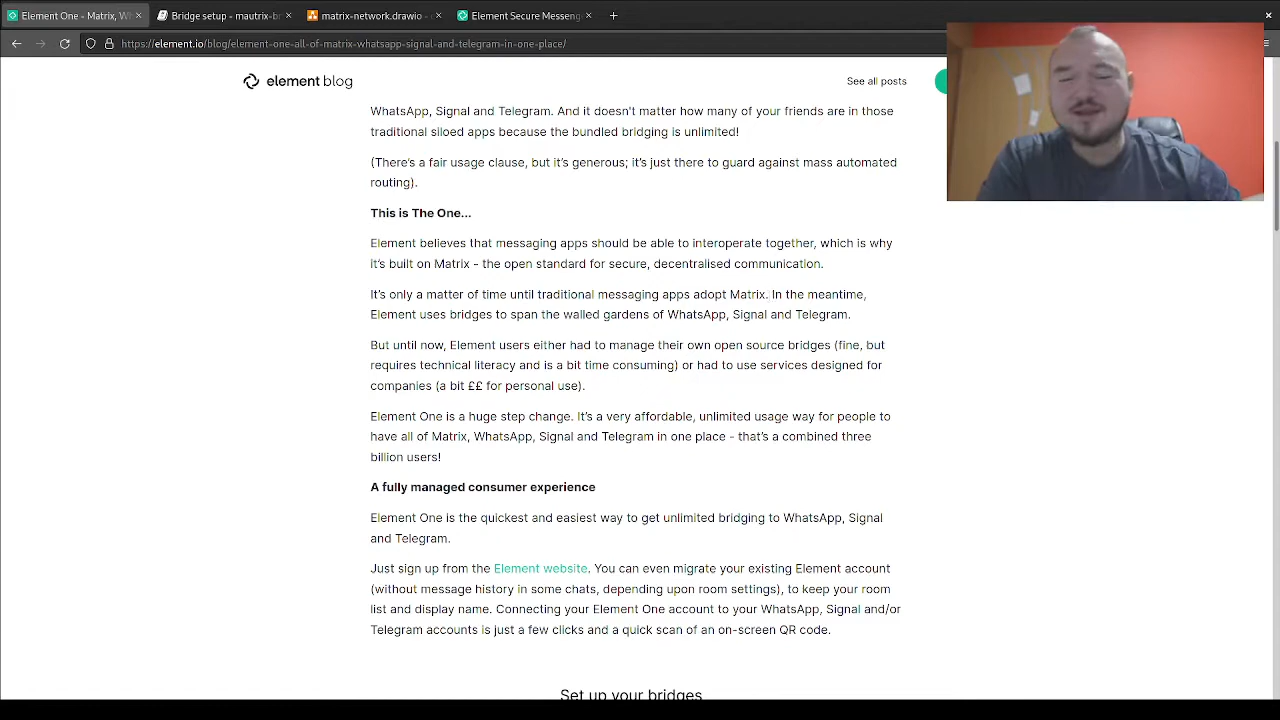 Element One - Matrix, W
Bridge setup - mautrix-br
matrix-network.drawio -
Element Secure Messeng
https://element.io/blog/element-one-all-of-matrix-whatsapp-signal-and-telegram-in-one-place/
element blog
See all posts
WhatsApp, Signal and Telegram. And it doesn't matter how many of your friends are in those
traditional siloed apps because the bundled bridging is unlimited!
(There's a fair usage clause, but it's generous; it's just there to guard against mass automated
routing).
This is The One...
Element believes that messaging apps should be able to interoperate together, which is why
it's built on Matrix - the open standard for secure, decentralised communication.
It's only a matter of time until traditional messaging apps adopt Matrix. In the meantime,
Element uses bridges to span the walled gardens of WhatsApp, Signal and Telegram.
But until now, Element users either had to manage their own open source bridges (fine, but
requires technical literacy and is a bit time consuming) or had to use services designed for
companies (a bit ££ for personal use).
Element One is a huge step change. It's a very affordable, unlimited usage way for people to
have all of Matrix, WhatsApp, Signal and Telegram in one place - that's a combined three
billion users!
A fully managed consumer experience
Element One is the quickest and easiest way to get unlimited bridging to WhatsApp, Signal
and Telegram.
Just sign up from the Element website. You can even migrate your existing Element account
(without message history in some chats, depending upon room settings), to keep your room
list and display name. Connecting your Element One account to your WhatsApp, Signal and/or
Telegram accounts is just a few clicks and a quick scan of an on-screen QR code.
Set up your bridges